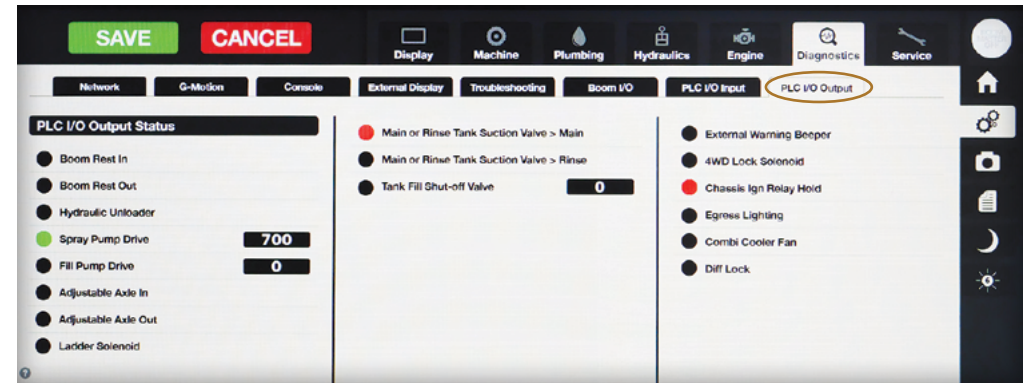 SAVE
CANCEL
Display
Machine
Plumbing
Hydraulics
Engine
Diagnostics
Service
Network
G-Motion
Console
External Display
Troubleshooting
Boom I/O
PLC I/O Input
PLC I/O Output
PLC I/O Output Status
Boom Rest In
Boom Rest Out
Hydraulic Unloader
Spray Pump Drive 700
Fill Pump Drive 0
Adjustable Axle In
Adjustable Axle Out
Ladder Solenoid
Main or Rinse Tank Suction Valve > Main
Main or Rinse Tank Suction Valve > Rinse
Tank Fill Shut-off Valve 0
External Warning Beeper
4WD Lock Solonoid
Chassis Ign Relay Hold
Egress Lighting
Combi Cooler Fan
Diff Lock
6
?